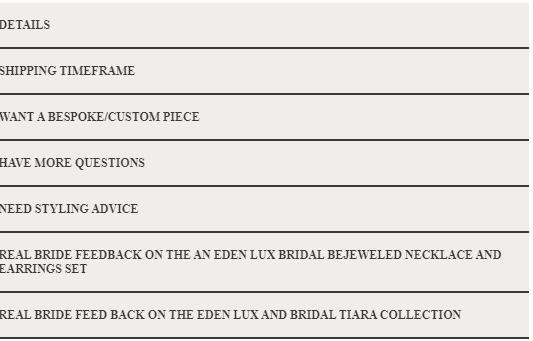 DETAILS
SHIPPING TIMEFRAME
WANT A BESPOKE/CUSTOM PIECE
HAVE MORE QUESTIONS
NEED STYLING ADVICE
REAL BRIDE FEEDBACK ON THE AN EDEN LUX BRIDAL BEJEWELED NECKLACE AND
EARRINGS SET
REAL BRIDE FEED BACK ON THE EDEN LUX AND BRIDAL TIARA COLLECTION